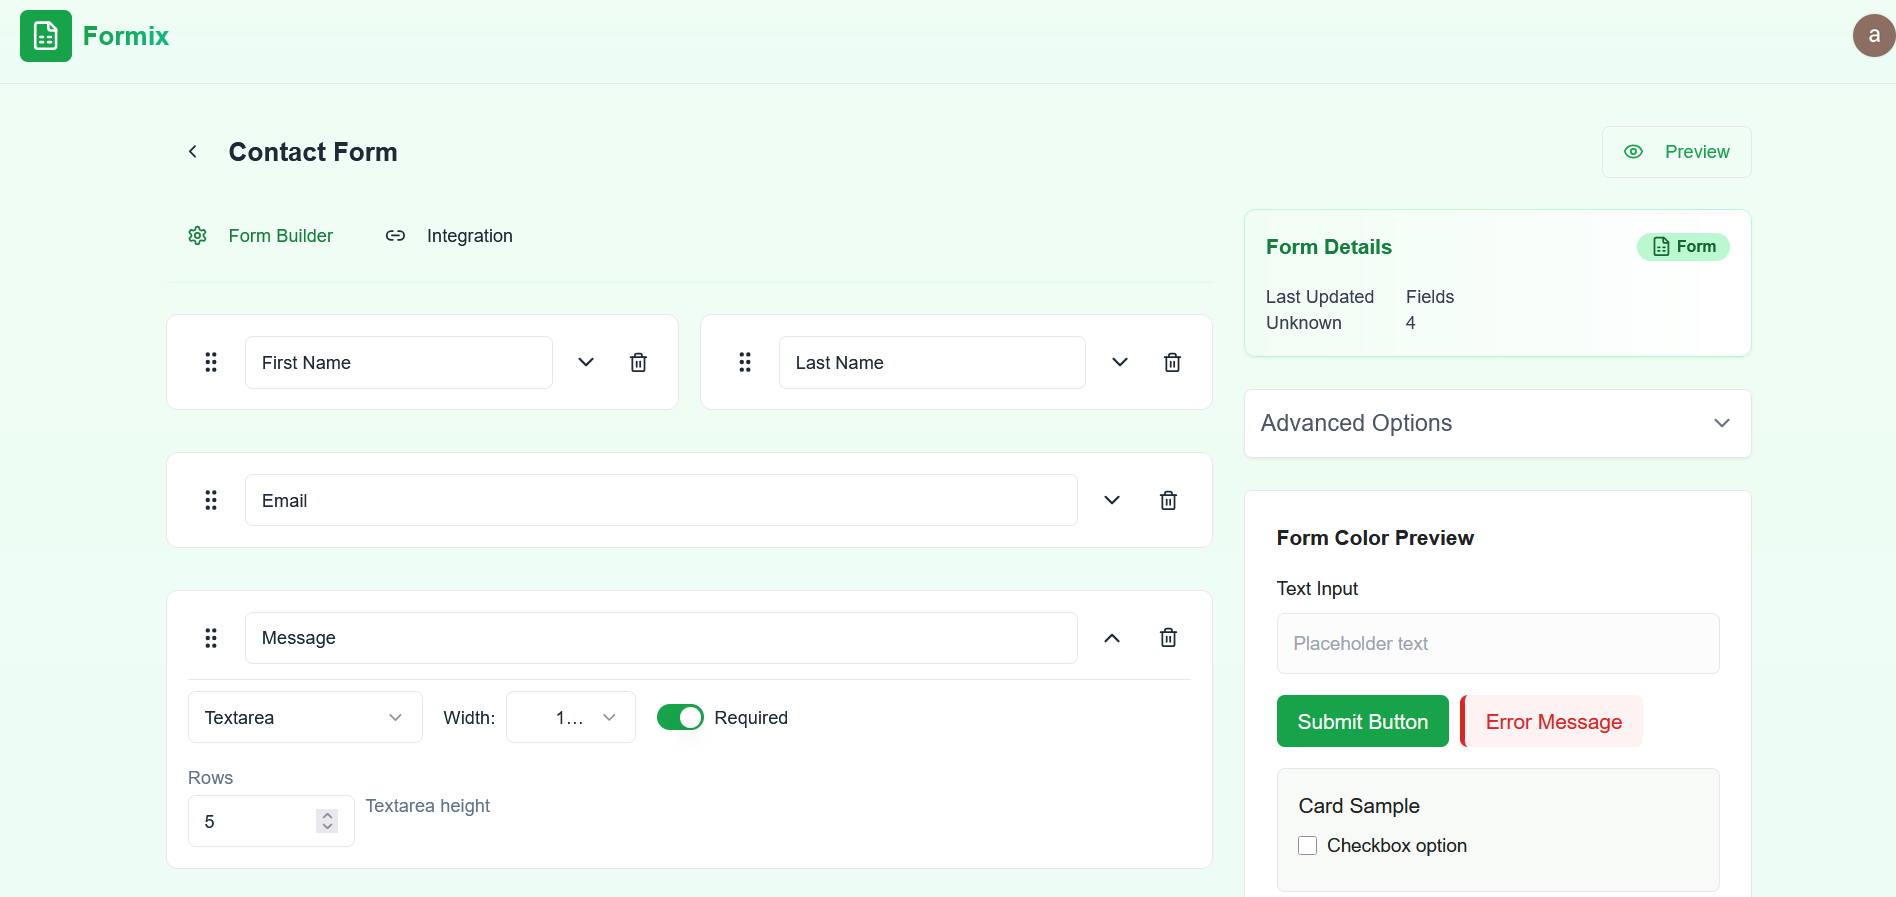 Formix
a
Contact Form
Preview
Form Builder
Integration
First Name
Last Name
Email
Message
Textarea
Width:
1...
Required
Rows
5
Textarea height
Form Details
Form
Last Updated
Fields
Unknown
4
Advanced Options
Form Color Preview
Text Input
Placeholder text
Submit Button
Error Message
Card Sample
Checkbox option